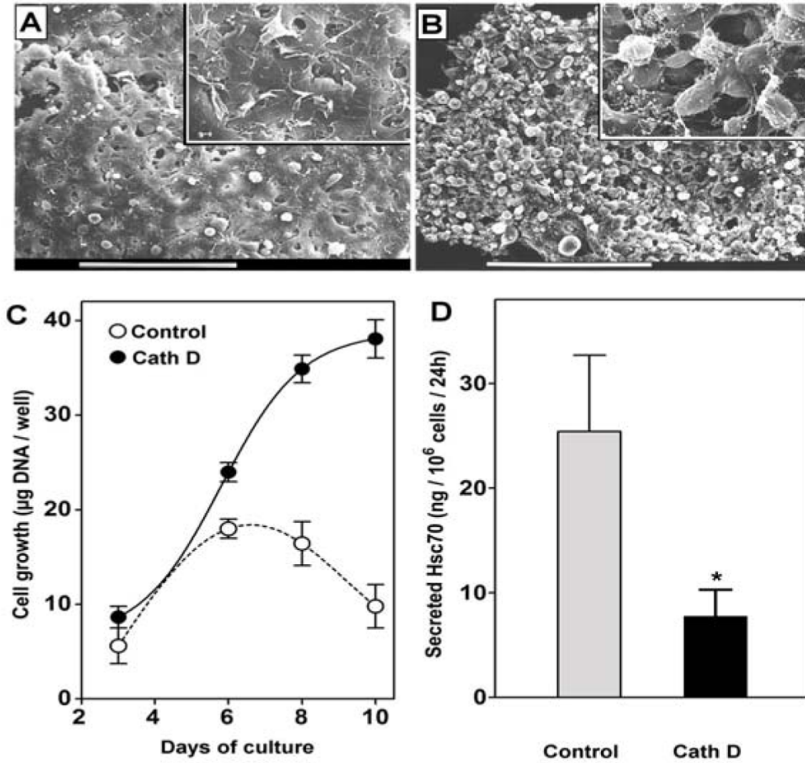 A
B
C
Control
Cath D
Cell growth (µg DNA / well)
40
30
20
10
0
2
4
6
8
10
Days of culture
D
Secreted Hsc70 (ng / 10⁶ cells / 24h)
30
20
10
0
*
Control
Cath D